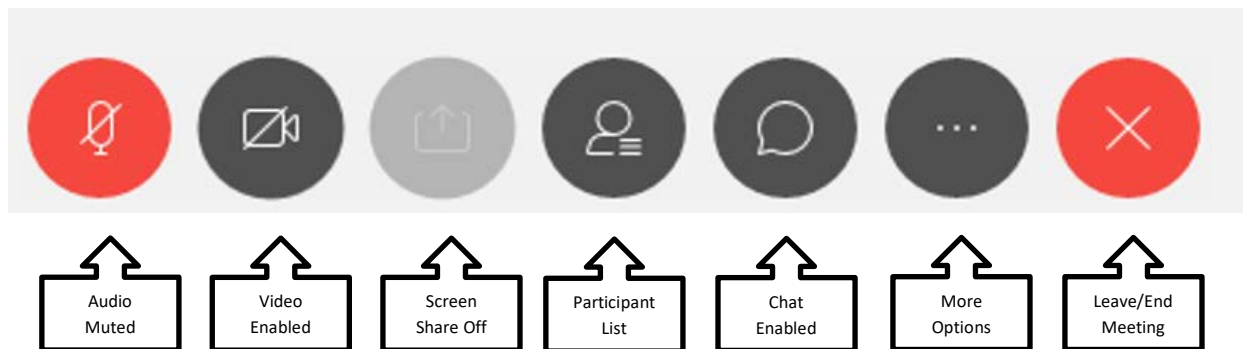 Audio
Muted
Video
Enabled
Screen
Share Off
Participant
List
Chat
Enabled
More
Options
Leave/End
Meeting